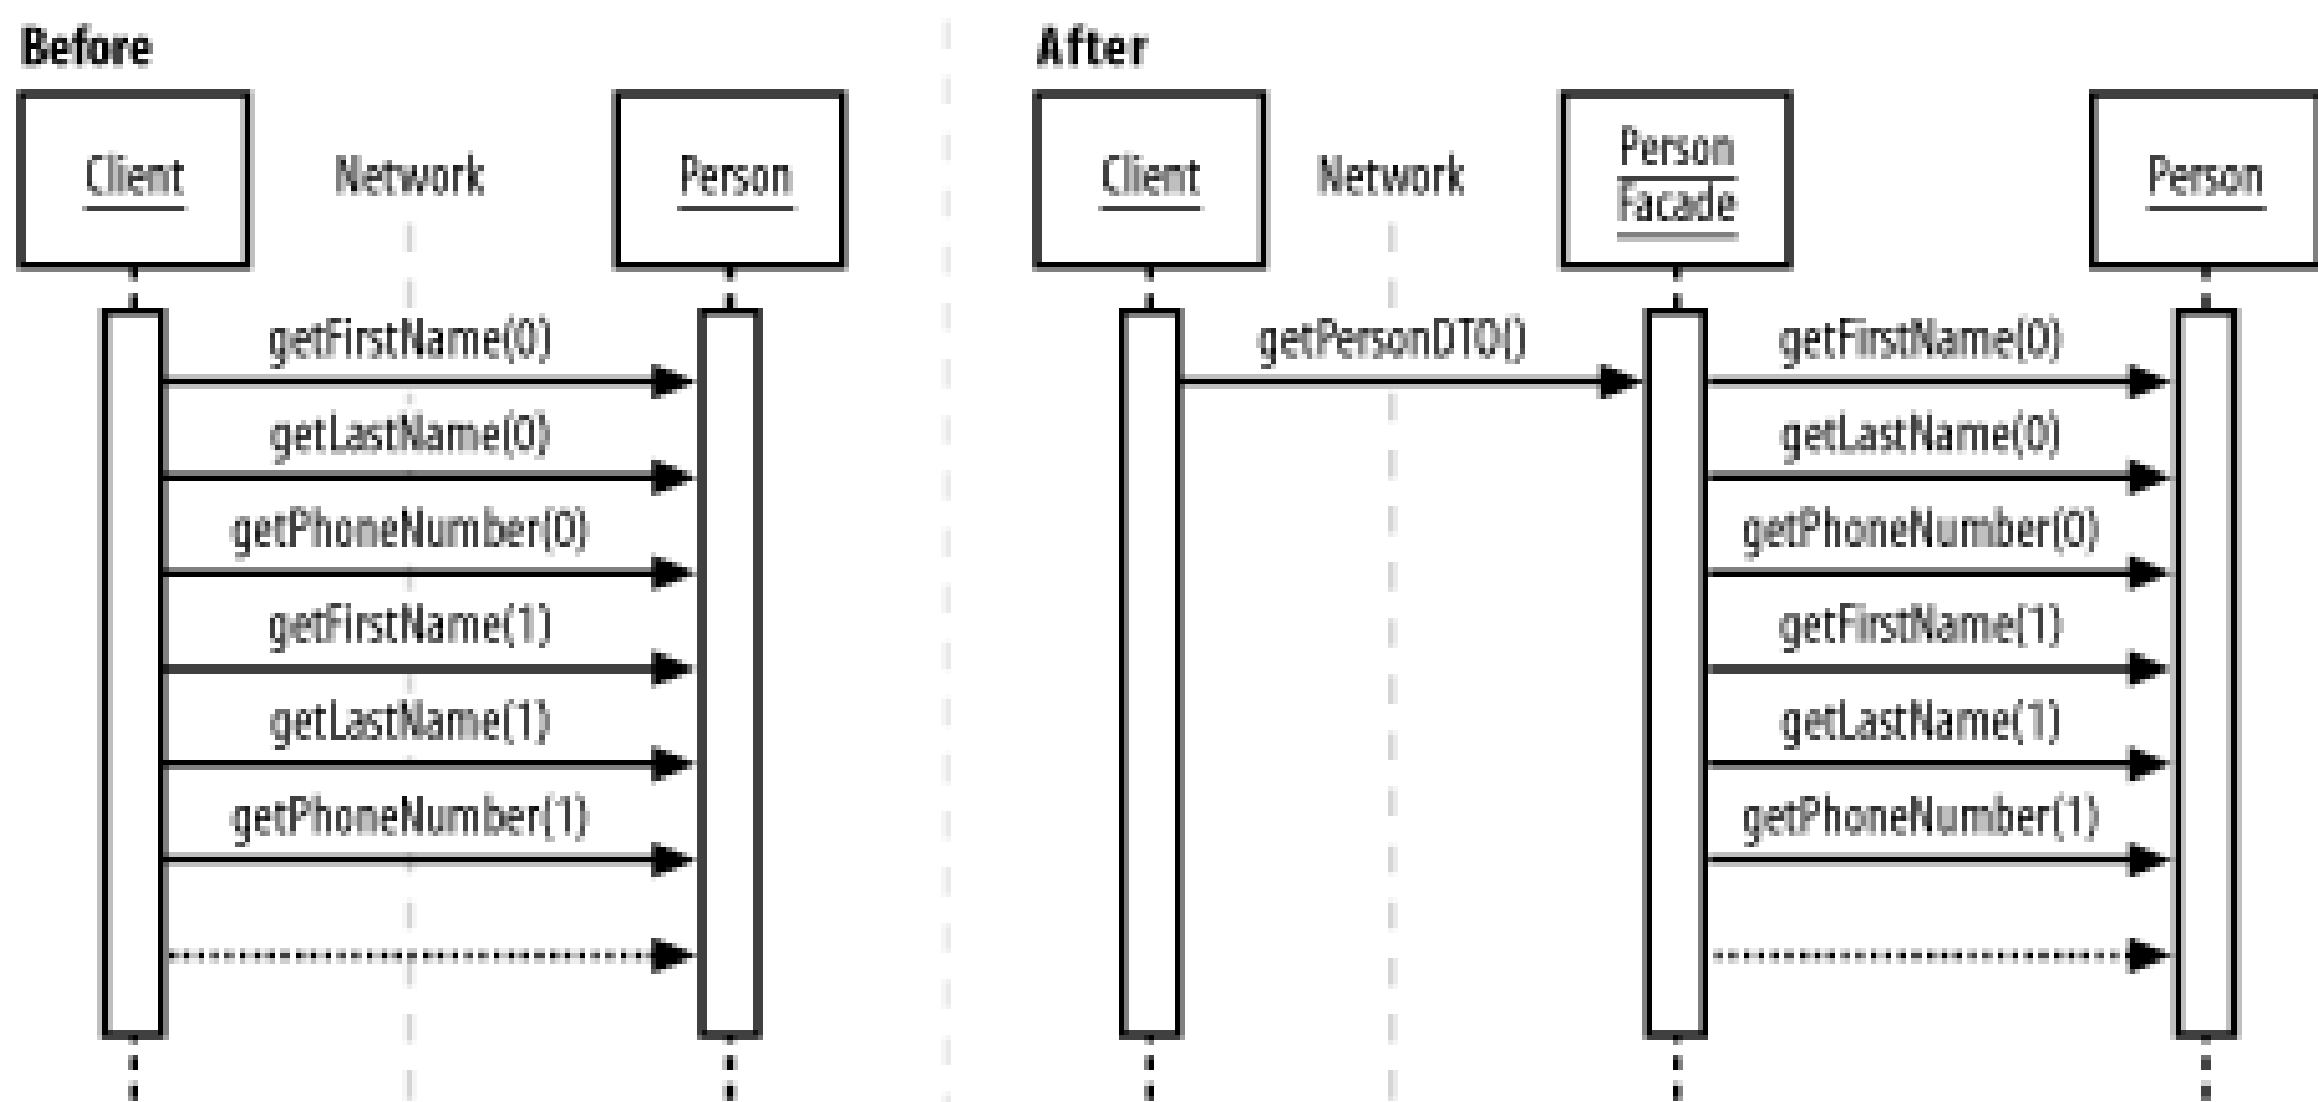 Before
Client
Network
Person
getFirstName(0)
getLastName(0)
getPhoneNumber(0)
getFirstName(1)
getLastName(1)
getPhoneNumber(1)
After
Client
Network
Person
Facade
Person
getPersonDTO()
getFirstName(0)
getLastName(0)
getPhoneNumber(0)
getFirstName(1)
getLastName(1)
getPhoneNumber(1)